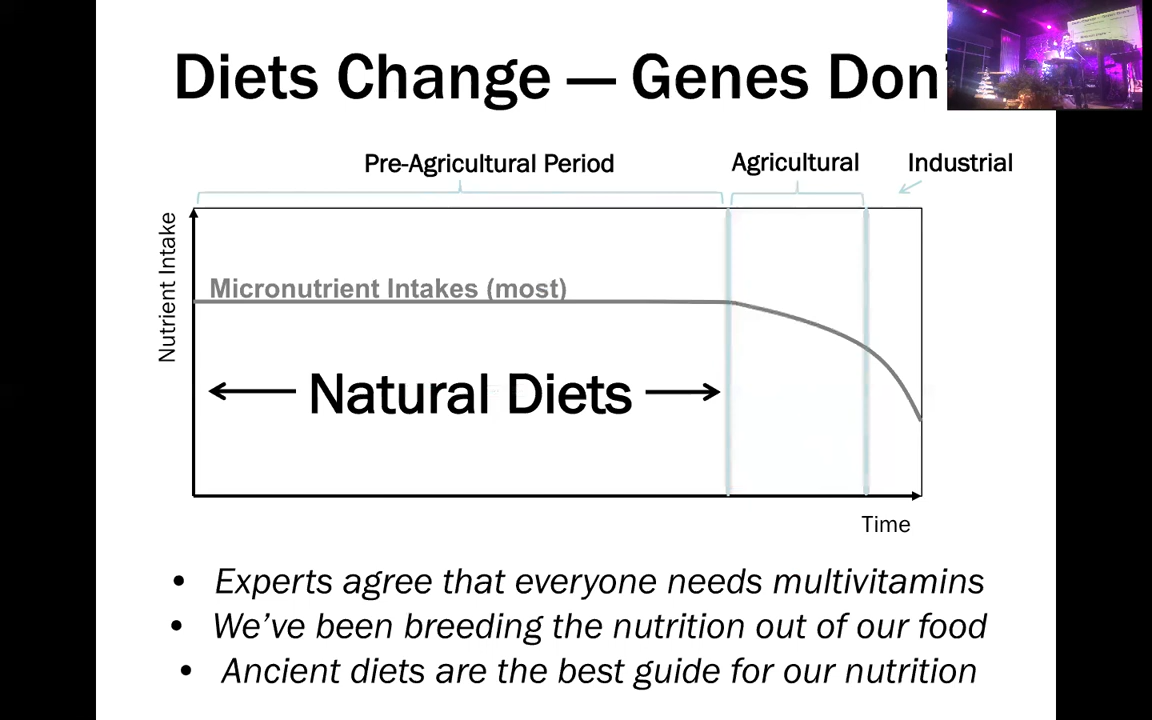 Diets Change — Genes Don'
Pre-Agricultural Period
Agricultural
Industrial
Nutrient Intake
Micronutrient Intakes (most)
Natural Diets
Time
• Experts agree that everyone needs multivitamins
• We’ve been breeding the nutrition out of our food
• Ancient diets are the best guide for our nutrition